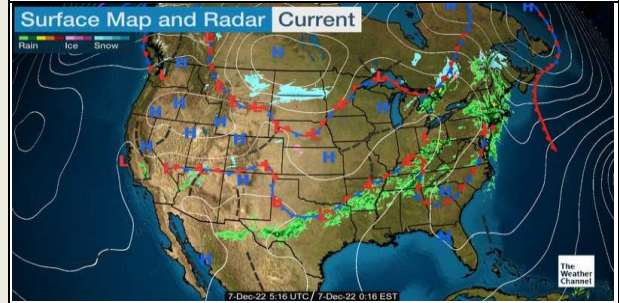 Surface Map and Radar Current
Rain Ice Snow
H H H
H
L
H
H H
H
H
H
H
L
H
H
H
H
The
Weather
Channel
7-Dec-22 5:16 UTC / 7-Dec-22 0:16 EST